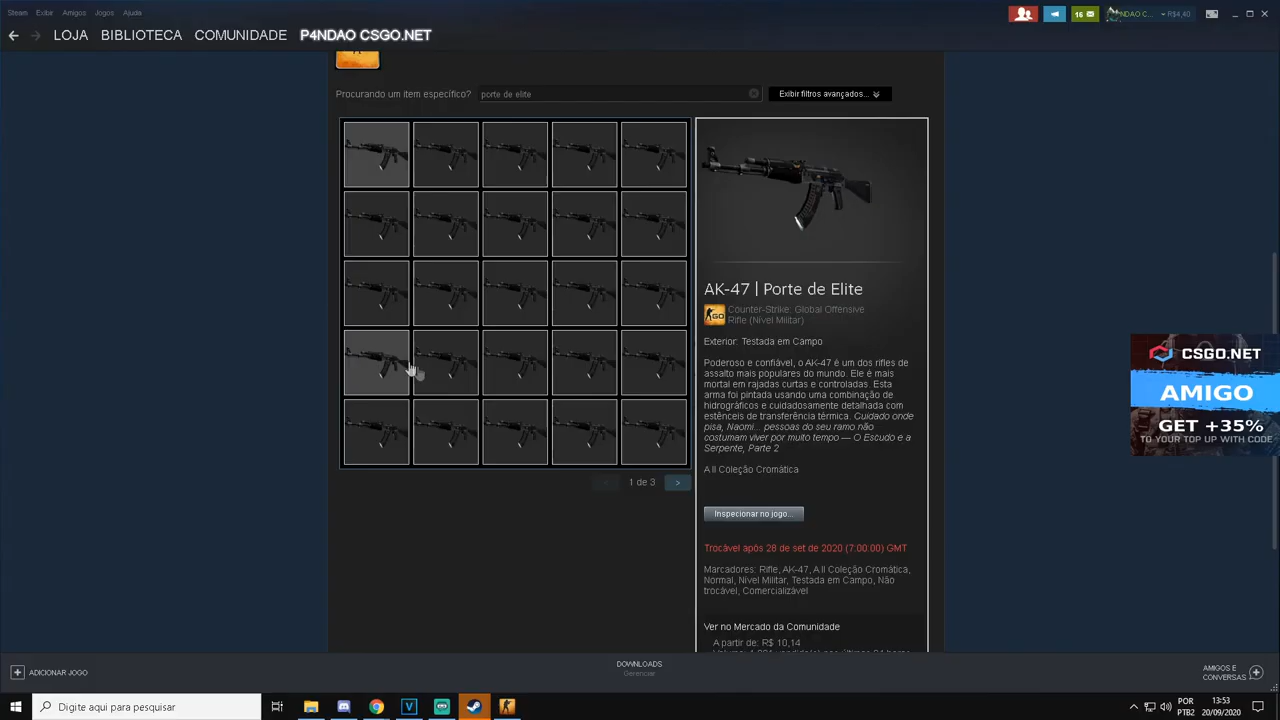 Steam Exibir Amigos Jogos Ajuda
16
P4NDAO C... R$4,40
LOJA BIBLIOTECA COMUNIDADE P4NDAO CSGO.NET
Procurando um item específico? porte de elite Exibir filtros avançados...
AK-47 | Porte de Elite
Counter-Strike: Global Offensive
Rifle (Nível Militar)
Exterior: Testada em Campo
Poderoso e confiável, o AK-47 é um dos rifles de
assalto mais populares do mundo. Ele é mais
mortal em rajadas curtas e controladas. Esta
arma foi pintada usando uma combinação de
hidrográficos e cuidadosamente detalhada com
estênceis de transferência térmica. Cuidado onde
pisa, Naomi... pessoas do seu ramo não
costumam viver por muito tempo — O Escudo e a
Serpente, Parte 2
A II Coleção Cromática
< 1 de 3 >
Inspecionar no jogo...
Trocável após 28 de set de 2020 (7:00:00) GMT
Marcadores: Rifle, AK-47, A II Coleção Cromática,
Normal, Nível Militar, Testada em Campo, Não
trocável, Comercializável
Ver no Mercado da Comunidade
A partir de: R$ 10,14
CSGO.NET
AMIGO
GET +35%
TO YOUR TOP UP WITH CODE
ADICIONAR JOGO
DOWNLOADS
Gerenciar
AMIGOS E
CONVERSAS
Digite aqui para pesquisar
POR
PTB2
13:53
20/09/2020